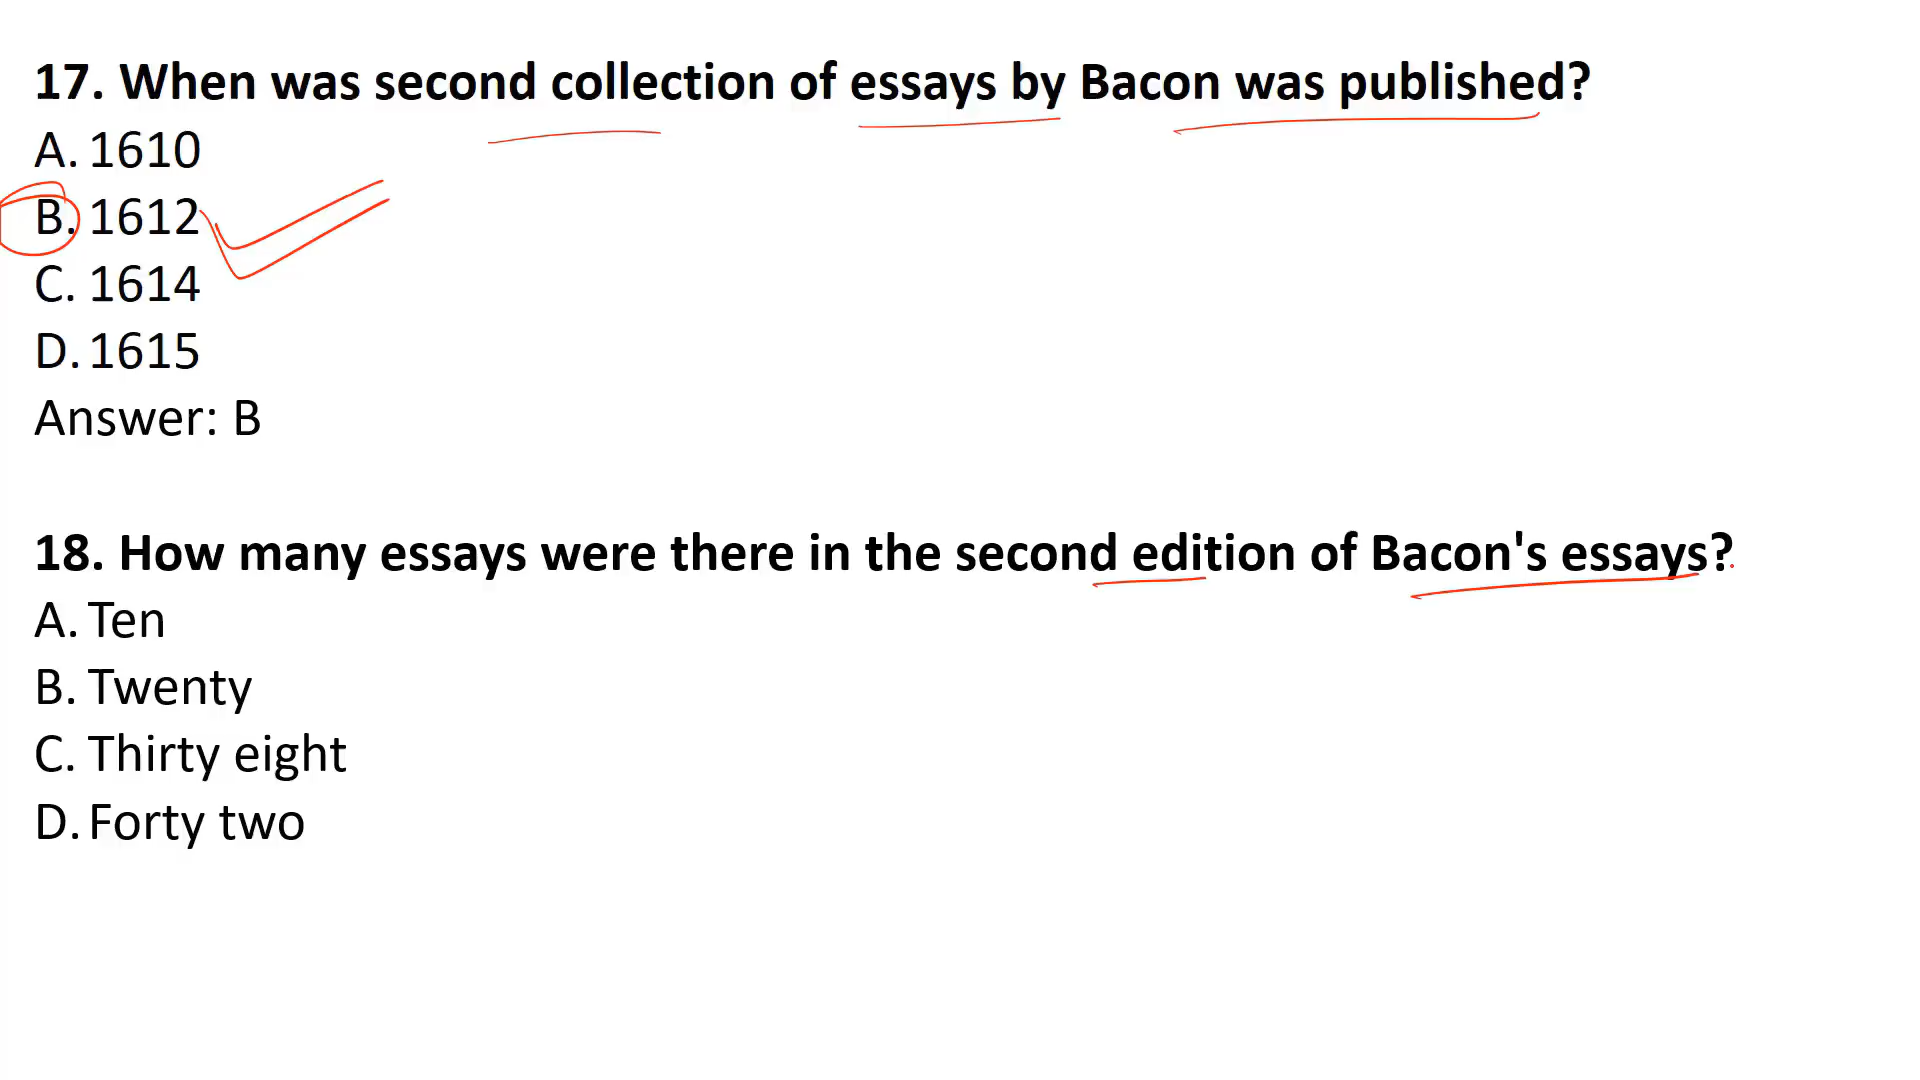 17. When was second collection of essays by Bacon was published?
A. 1610
B. 1612
C. 1614
D. 1615
Answer: B
18. How many essays were there in the second edition of Bacon's essays?
A. Ten
B. Twenty
C. Thirty eight
D. Forty two